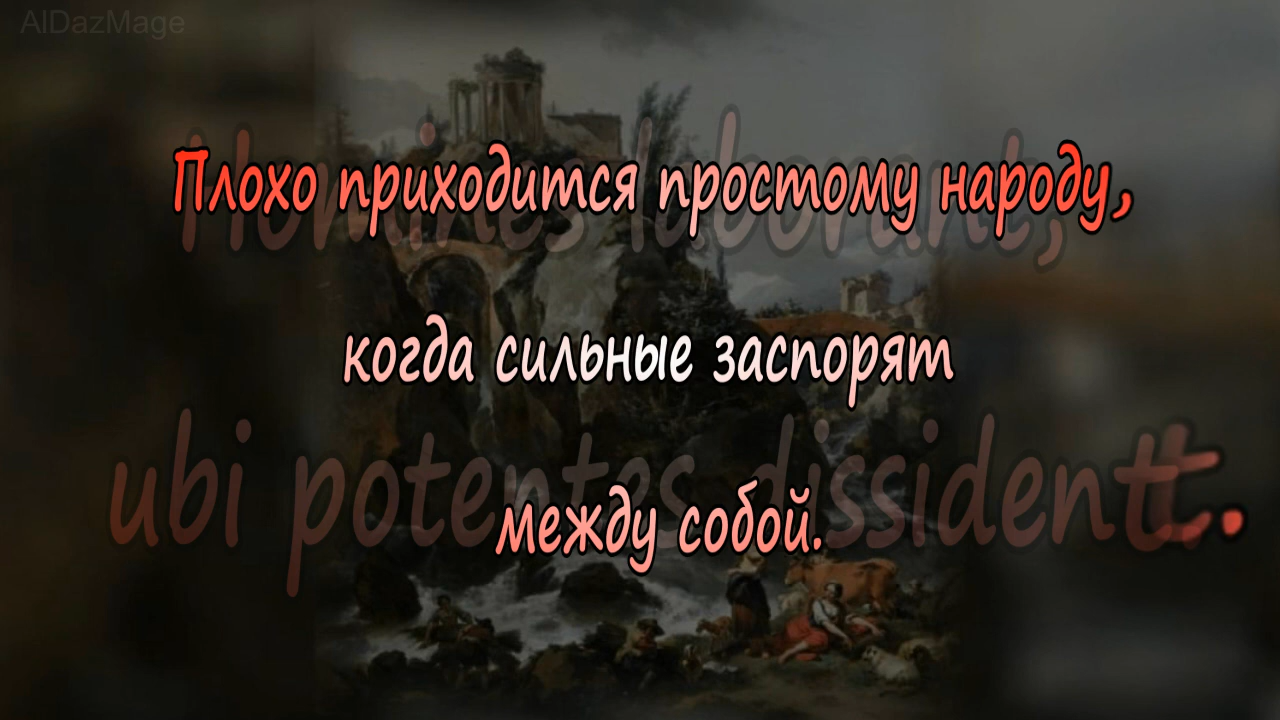 AlDazMage
Плохо приходится простому народу,
Homines laborant,
когда сильные заспорят
ubi potentes dissident.
между собой.